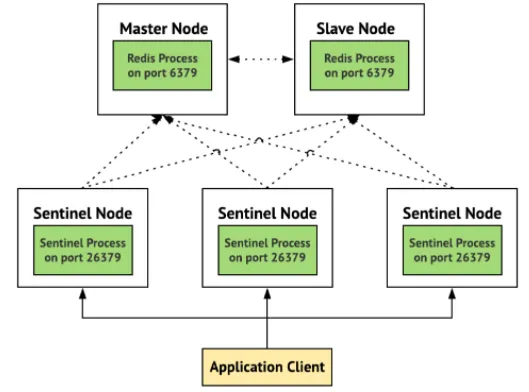 Master Node
Redis Process
on port 6379
Slave Node
Redis Process
on port 6379
Sentinel Node
Sentinel Process
on port 26379
Sentinel Node
Sentinel Process
on port 26379
Sentinel Node
Sentinel Process
on port 26379
Application Client